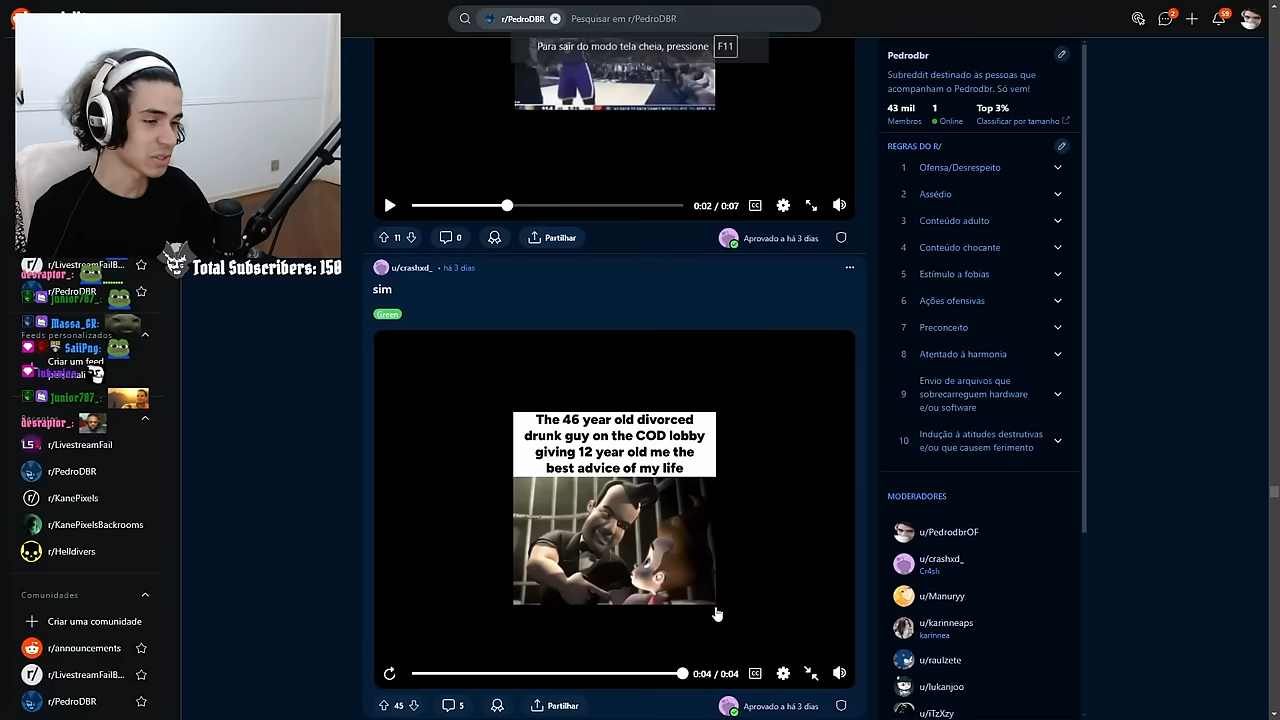 r/PedroDBR
Pesquisar em r/PedroDBR
2
59
Para sair do modo tela cheia, pressione F11
Total Subscribers: 150
r/LivestreamFailB...
desraptor_:
r/PedroDBR
junior787_:
Massa_GR:
Feeds personalizados
SaiiPng:
Criar um feed
junior787_:
desraptor_:
r/LivestreamFail
r/PedroDBR
r/KanePixels
r/KanePixelsBackrooms
r/Helldivers
Comunidades
Criar uma comunidade
r/announcements
r/LivestreamFailB...
r/PedroDBR
0:02 / 0:07
11
0
Partilhar
Aprovado a há 3 dias
u/crashxd_ • há 3 dias
sim
Green
The 46 year old divorced
drunk guy on the COD lobby
giving 12 year old me the
best advice of my life
0:04 / 0:04
45
5
Partilhar
Aprovado a há 3 dias
Pedrodbr
Subreddit destinado às pessoas que
acompanham o Pedrodbr. Só vem!
43 mil 1 Top 3%
Membros Online Classificar por tamanho
REGRAS DO R/
1 Ofensa/Desrespeito
2 Assédio
3 Conteúdo adulto
4 Conteúdo chocante
5 Estímulo a fobias
6 Ações ofensivas
7 Preconceito
8 Atentado à harmonia
9 Envio de arquivos que
sobrecarreguem hardware
e/ou software
10 Indução à atitudes destrutivas
e/ou que causem ferimento
MODERADORES
u/PedrodbrOF
u/crashxd_
Cr4sh
u/Manuryy
u/karinneaps
karinnea
u/raulzete
u/lukanjoo
u/iTzXzy